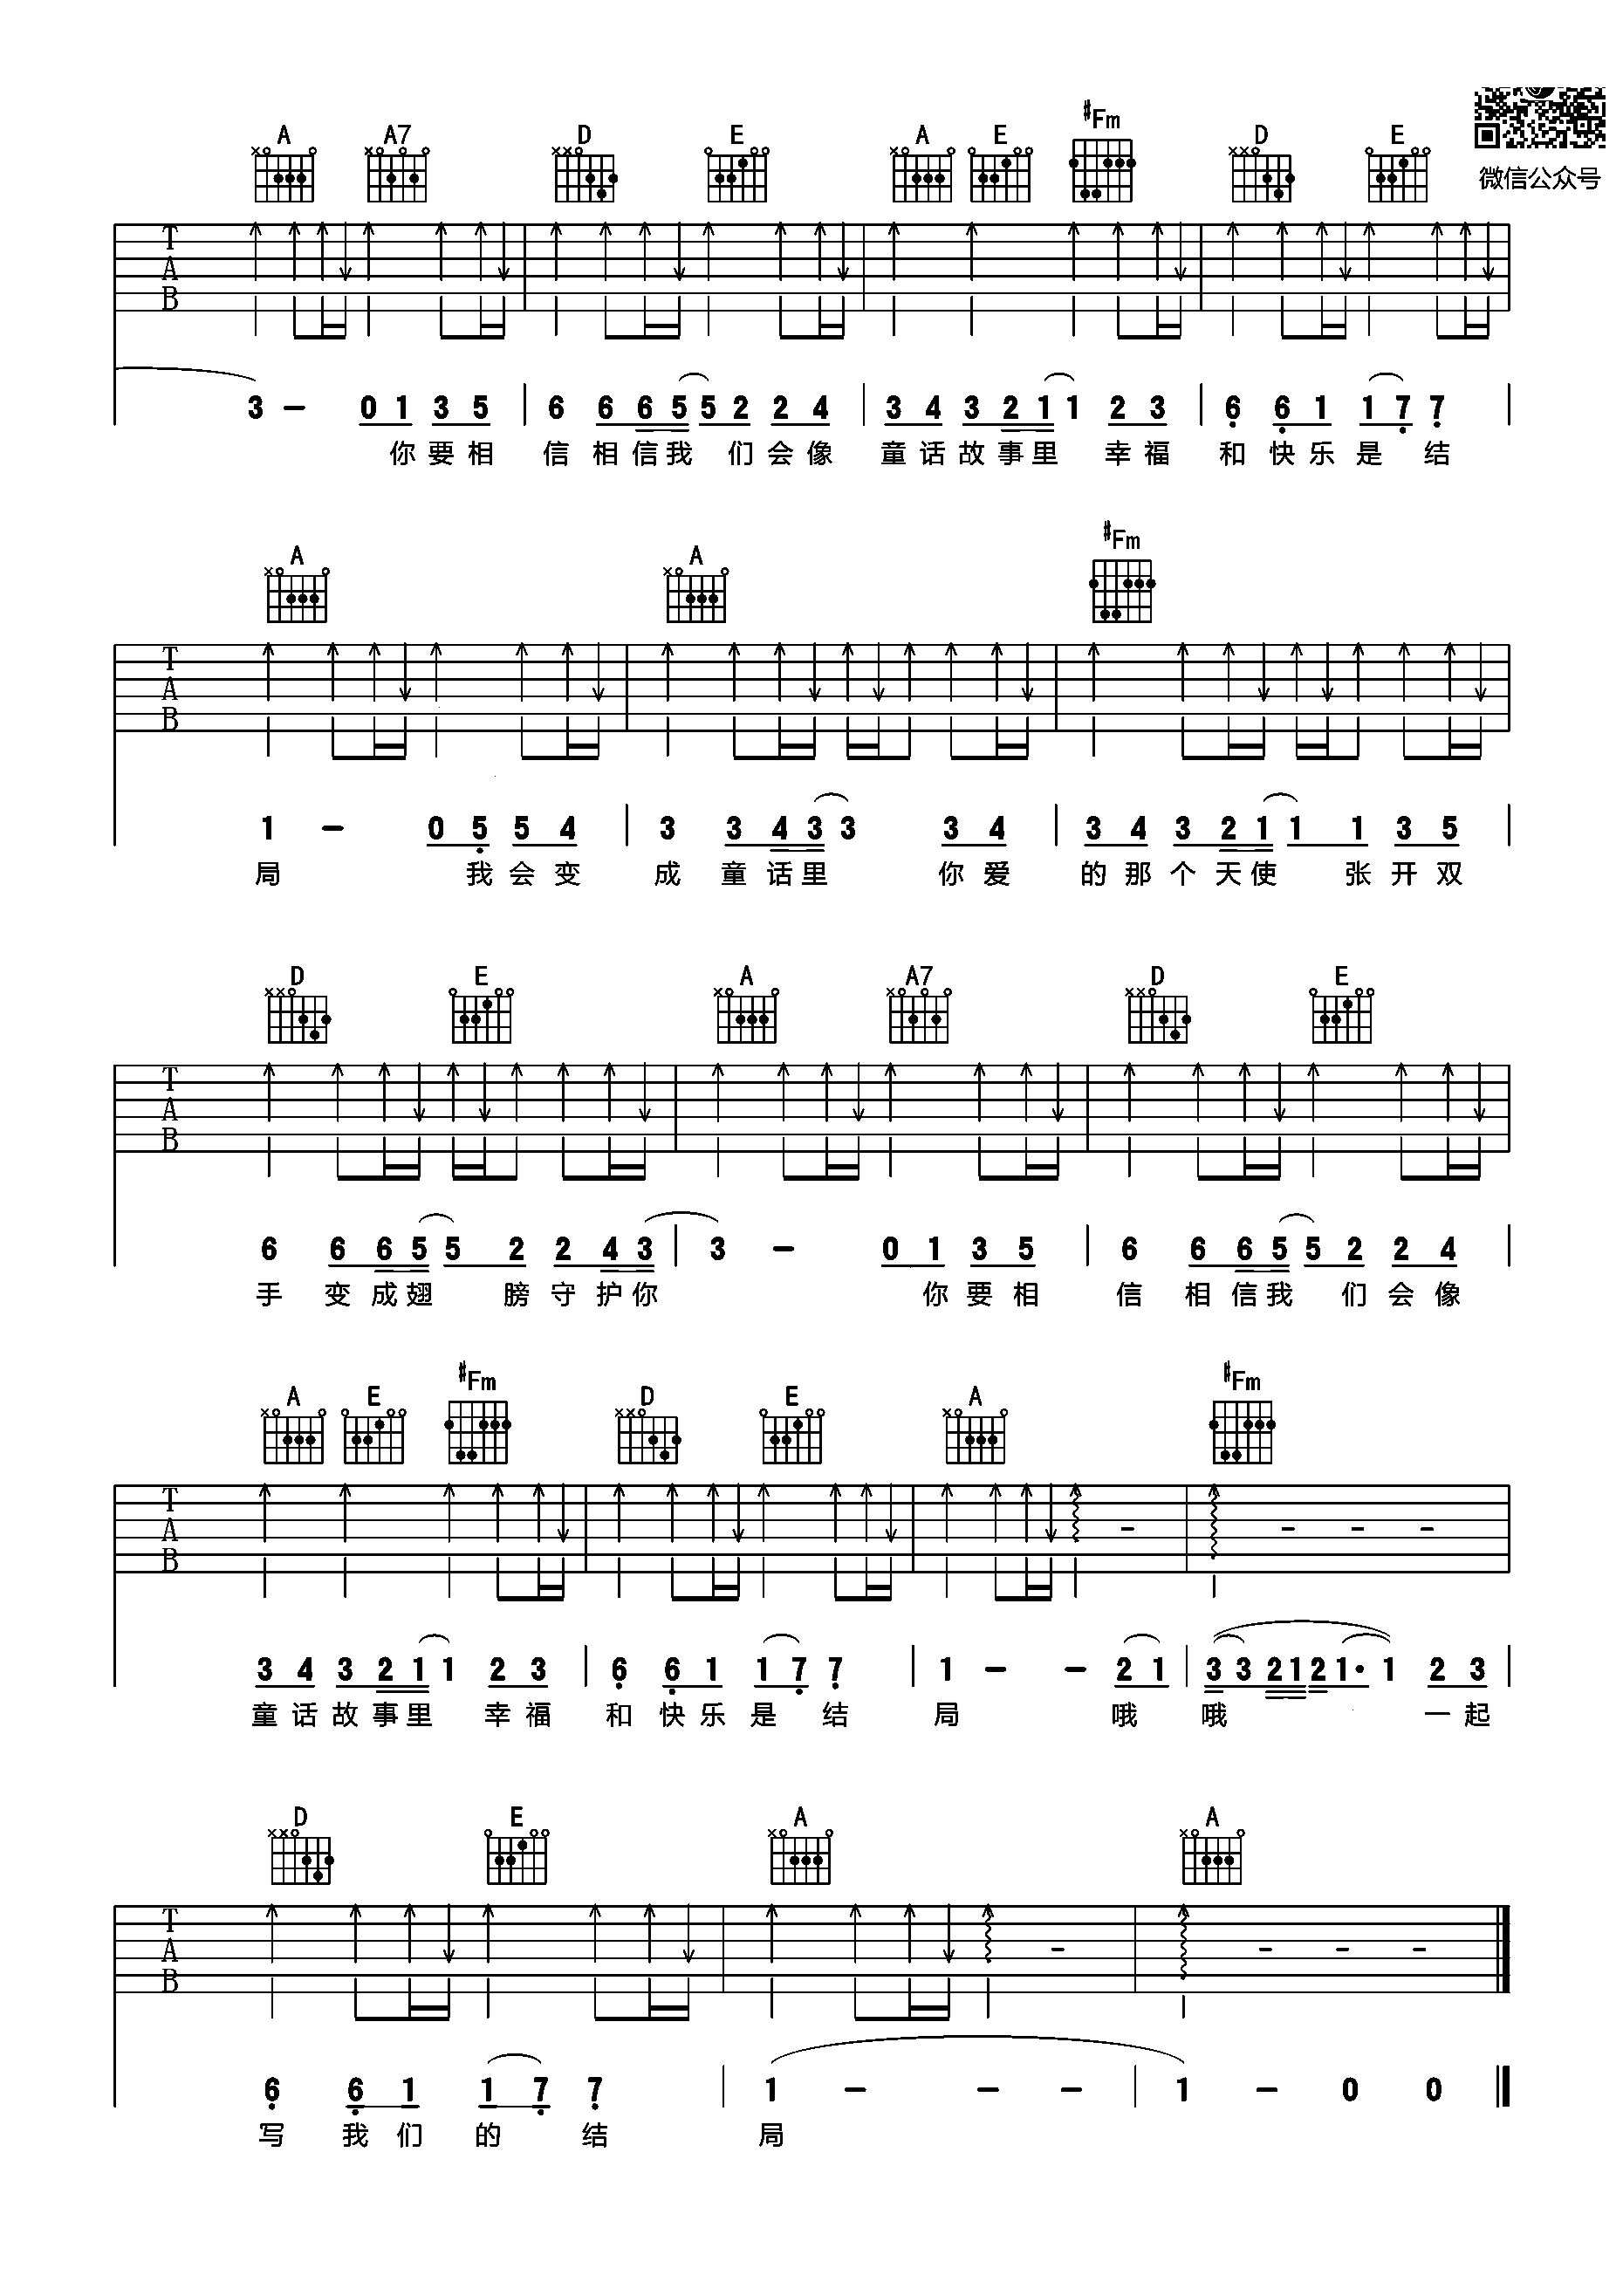 微信公众号
A A7 D E A E #Fm D E
T
A
B
3 – 0 1 3 5 | 6 6 6 5 5 2 2 4 | 3 4 3 2 1 1 2 3 | 6 6 1 1 7 7 |
你要相 信相信我们会像 童话故事里幸福 和快乐是结
A A #Fm
T
A
B
1 – 0 5 5 4 | 3 3 4 3 3 3 4 | 3 4 3 2 1 1 1 3 5 |
局 我会变 成童话里你爱 的那个天使张开双
D E A A7 D E
T
A
B
6 6 6 5 5 2 2 4 3 | 3 – 0 1 3 5 | 6 6 6 5 5 2 2 4 |
手变成翅膀守护你 你要相 信相信我们会像
A E #Fm D E A #Fm
T
A
B
3 4 3 2 1 1 2 3 | 6 6 1 1 7 7 | 1 – – 2 1 | 3 3 2 1 2 1 · 1 2 3 |
童话故事里幸福 和快乐是结 局 哦 哦 一起
D E A A
T
A
B
6 6 1 1 7 7 | 1 – – – | 1 – 0 0
写我们的结 局